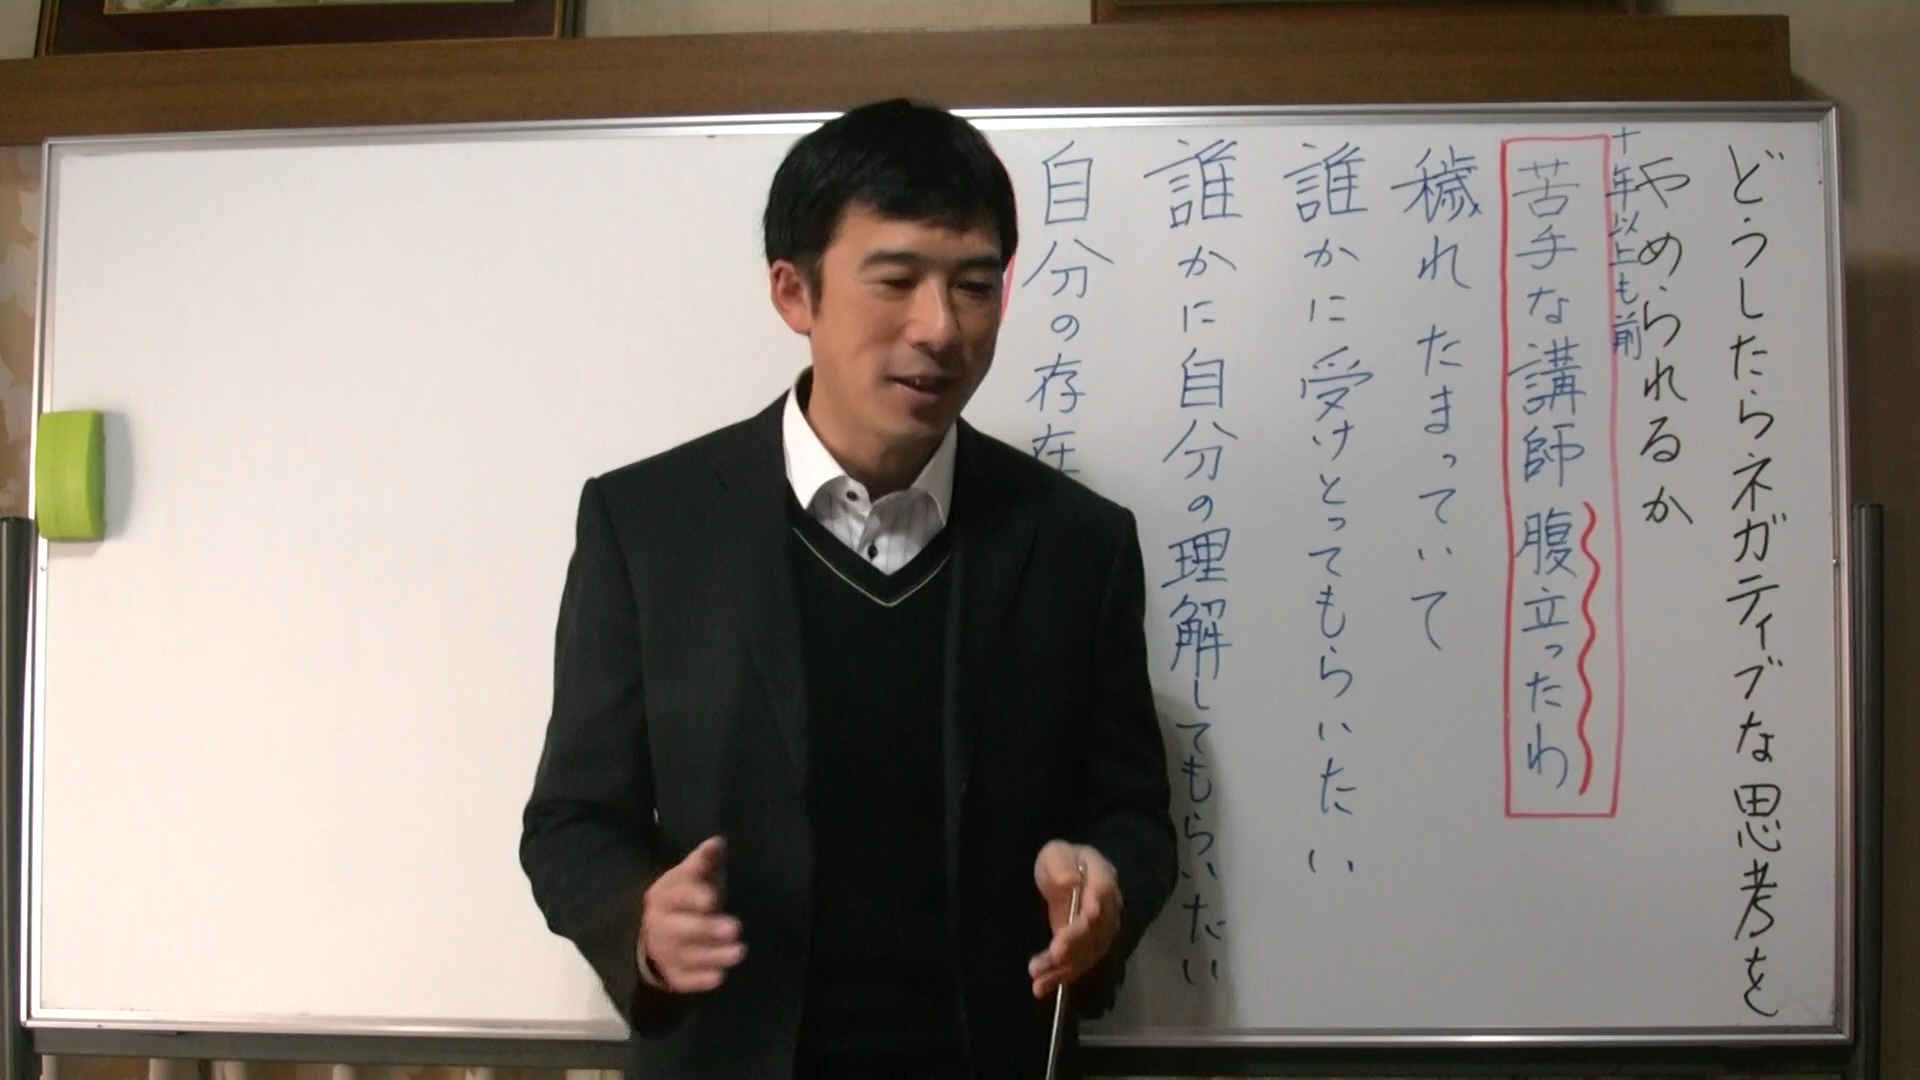 どうしたらネガティブな思考を
やめられるか
十年以上も前
苦手な講師 腹立ったわ
穢れ たまっていて
誰かに受けとってもらいたい
誰かに自分の理解してもらいたい
自分の存在